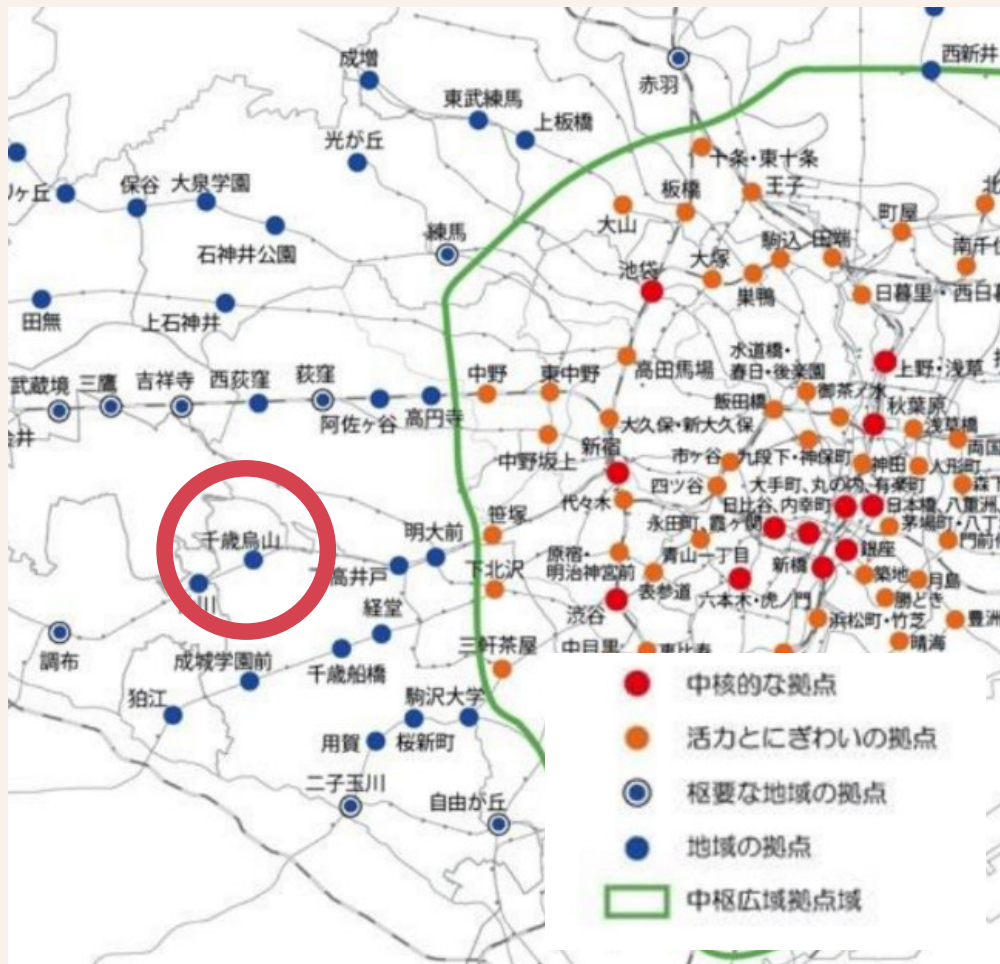 西新井
成増
赤羽
東武練馬
上板橋
光が丘
十条・東十条
保谷
大泉学園
板橋
王子
大山
町屋
石神井公園
練馬
駒込
田端
池袋
大塚
巣鴨
日暮里・西日暮
田無
上石神井
水道橋・
春日・後楽園
高田馬場
上野・浅草
武蔵境
三鷹
吉祥寺
西荻窪
荻窪
阿佐ヶ谷
高円寺
中野
東中野
飯田橋
御茶ノ水
秋葉原
大久保・新大久保
浅草橋
両国
新宿
中野坂上
市ヶ谷
九段下・神保町
神田
人形町
四ツ谷
大手町、丸の内、有楽町
森下
代々木
日比谷、内幸町
日本橋、八重洲
茅場町・八丁
永田町、霞ヶ関
門前仲
千歳烏山
明大前
笹塚
高井戸
下北沢
原宿・
明治神宮前
青山一丁目
表参道
新橋
銀座
築地
月島
六本木・虎ノ門
勝どき
渋谷
浜松町・竹芝
豊洲
晴海
経堂
調布
成城学園前
千歳船橋
三軒茶屋
狛江
駒沢大学
用賀
桜新町
二子玉川
自由が丘
中核的な拠点
活力とにぎわいの拠点
枢要な地域の拠点
地域の拠点
中枢広域拠点域